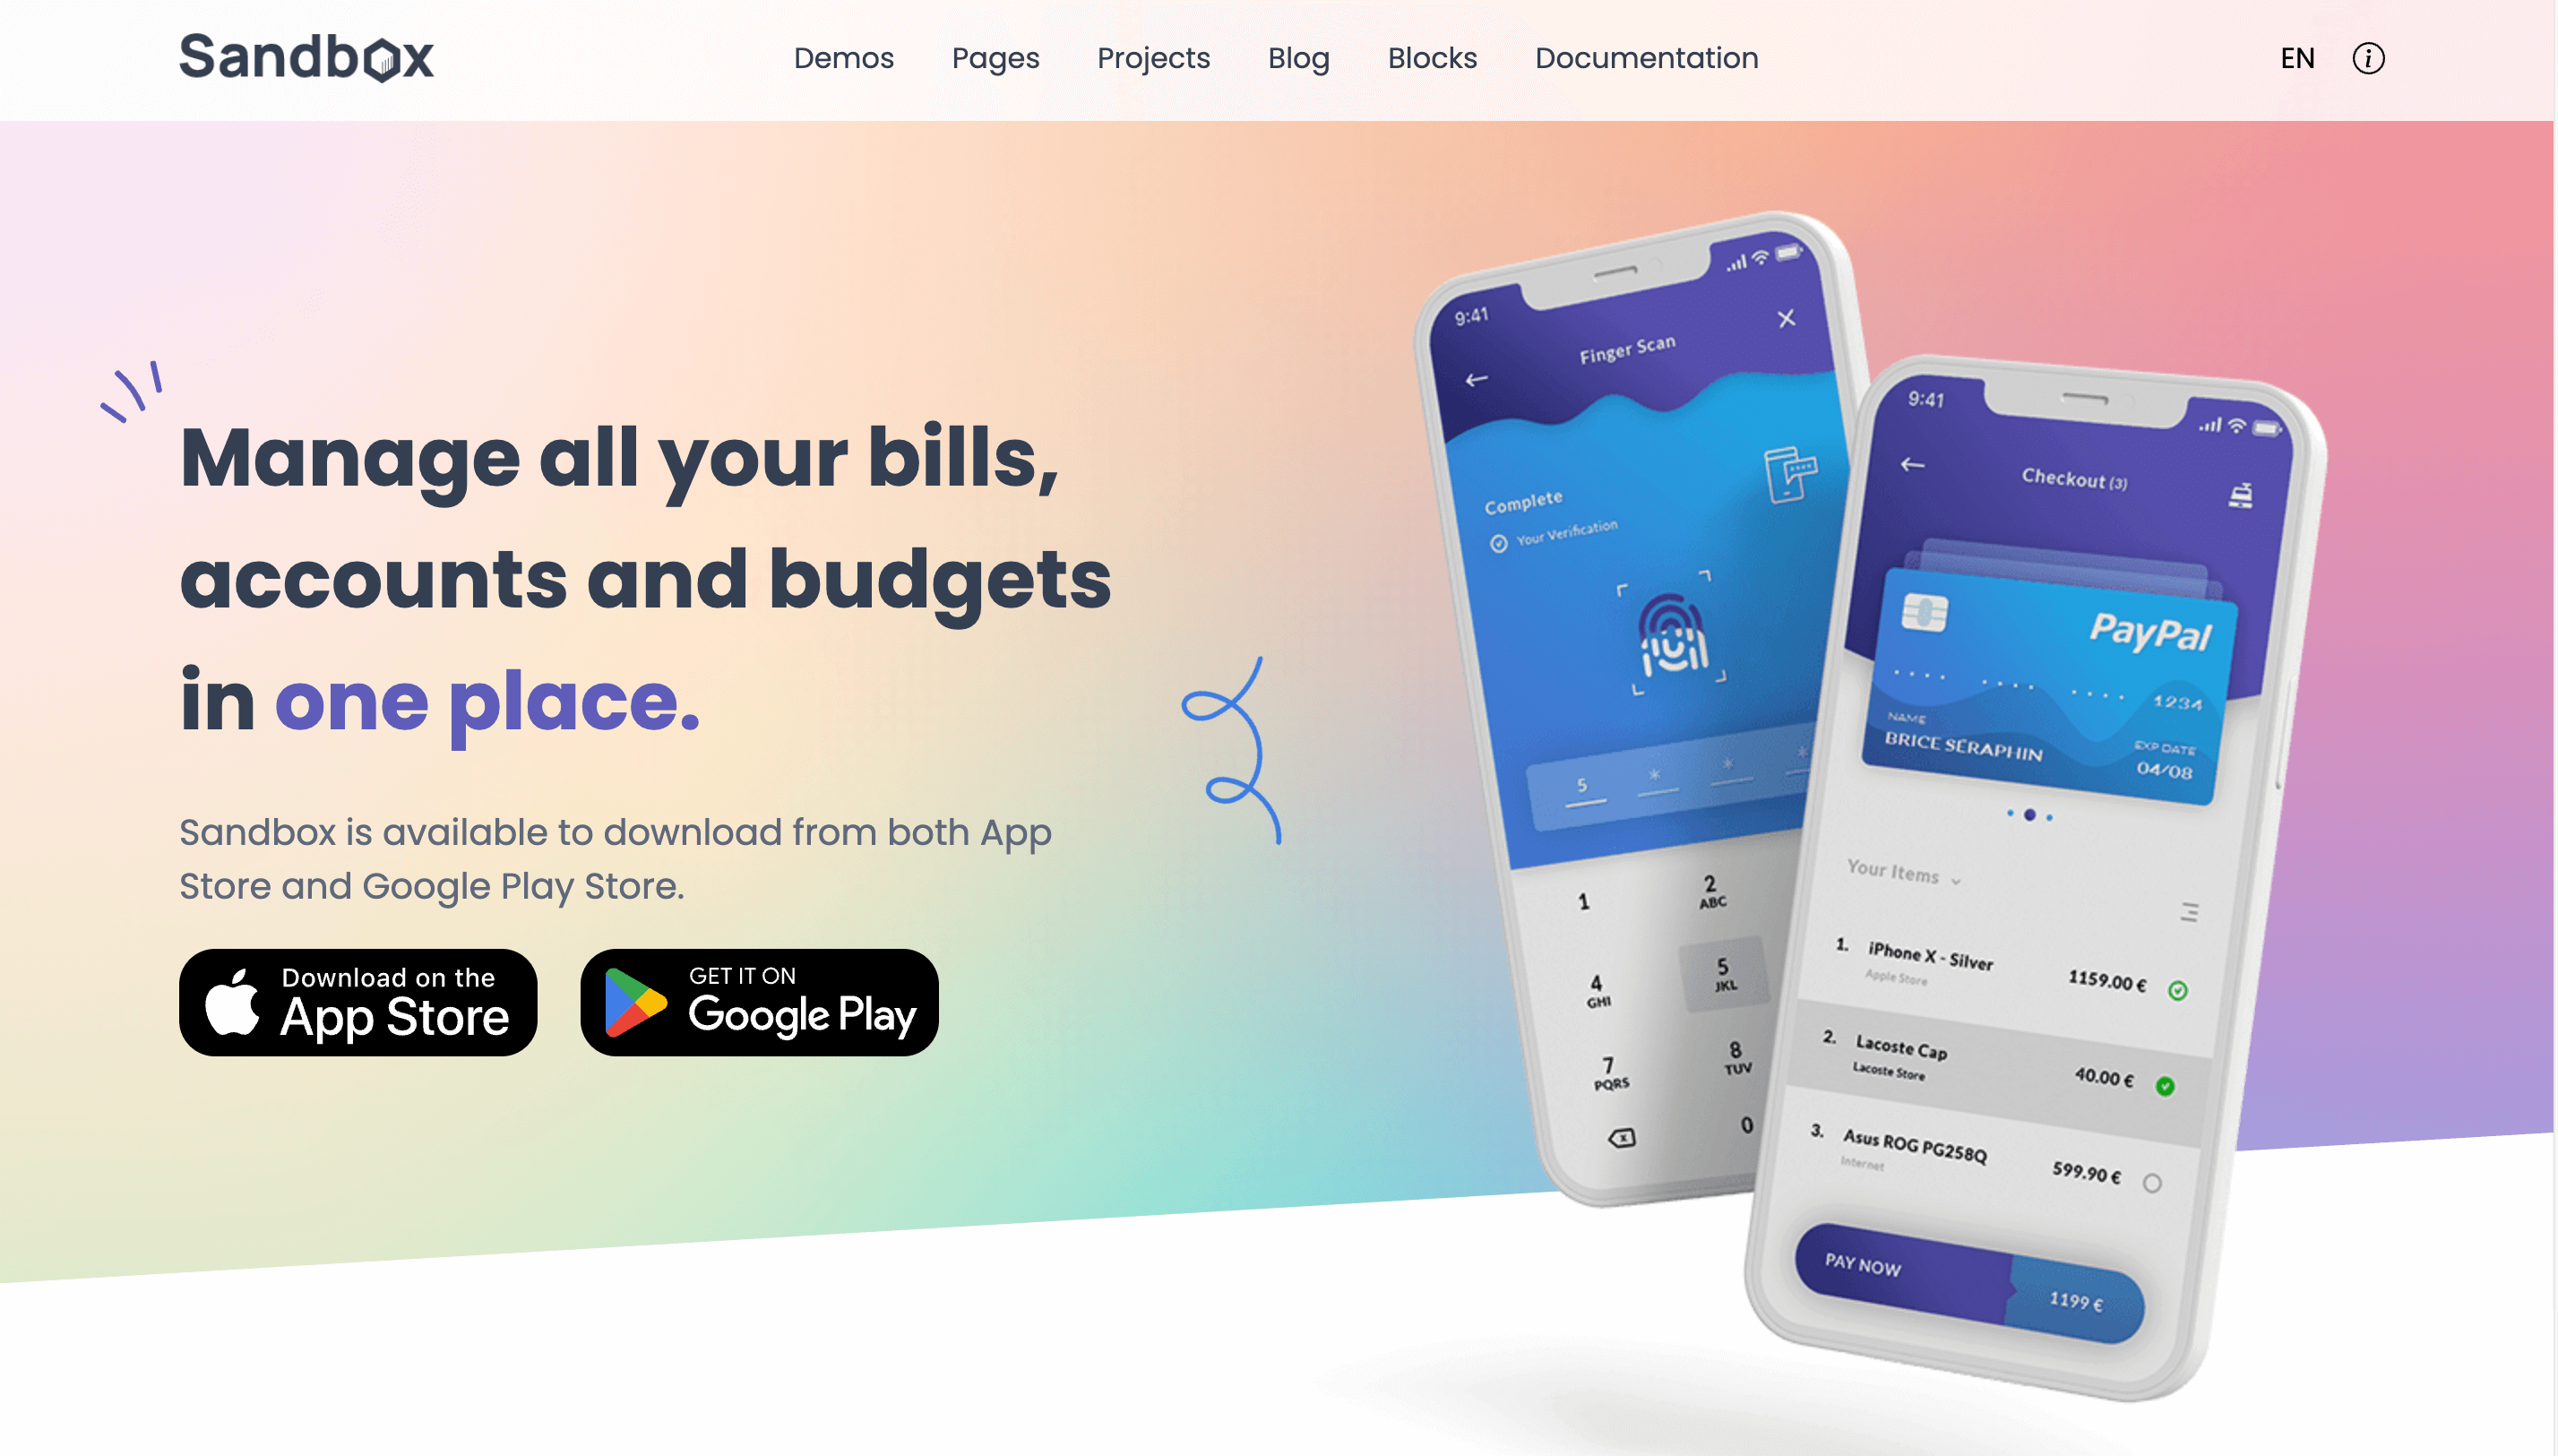 Sandbox
Demos Pages Projects Blog Blocks Documentation
EN
Manage all your bills,
accounts and budgets
in one place.
Sandbox is available to download from both App
Store and Google Play Store.
Download on the
App Store
GET IT ON
Google Play
9:41
Finger Scan
Complete
Your Verification
5 * * *
1
2
ABC
4
GHI
5
JKL
7
PQRS
8
TUV
0
9:41
Checkout (3)
PayPal
.... .... .... 1234
NAME
BRICE SÉRAPHIN
EXP DATE
04/08
Your Items
1. iPhone X - Silver 1159.00 €
Apple Store
2. Lacoste Cap 40.00 €
Lacoste Store
3. Asus ROG PG258Q 599.90 €
Internet
PAY NOW 1199 €